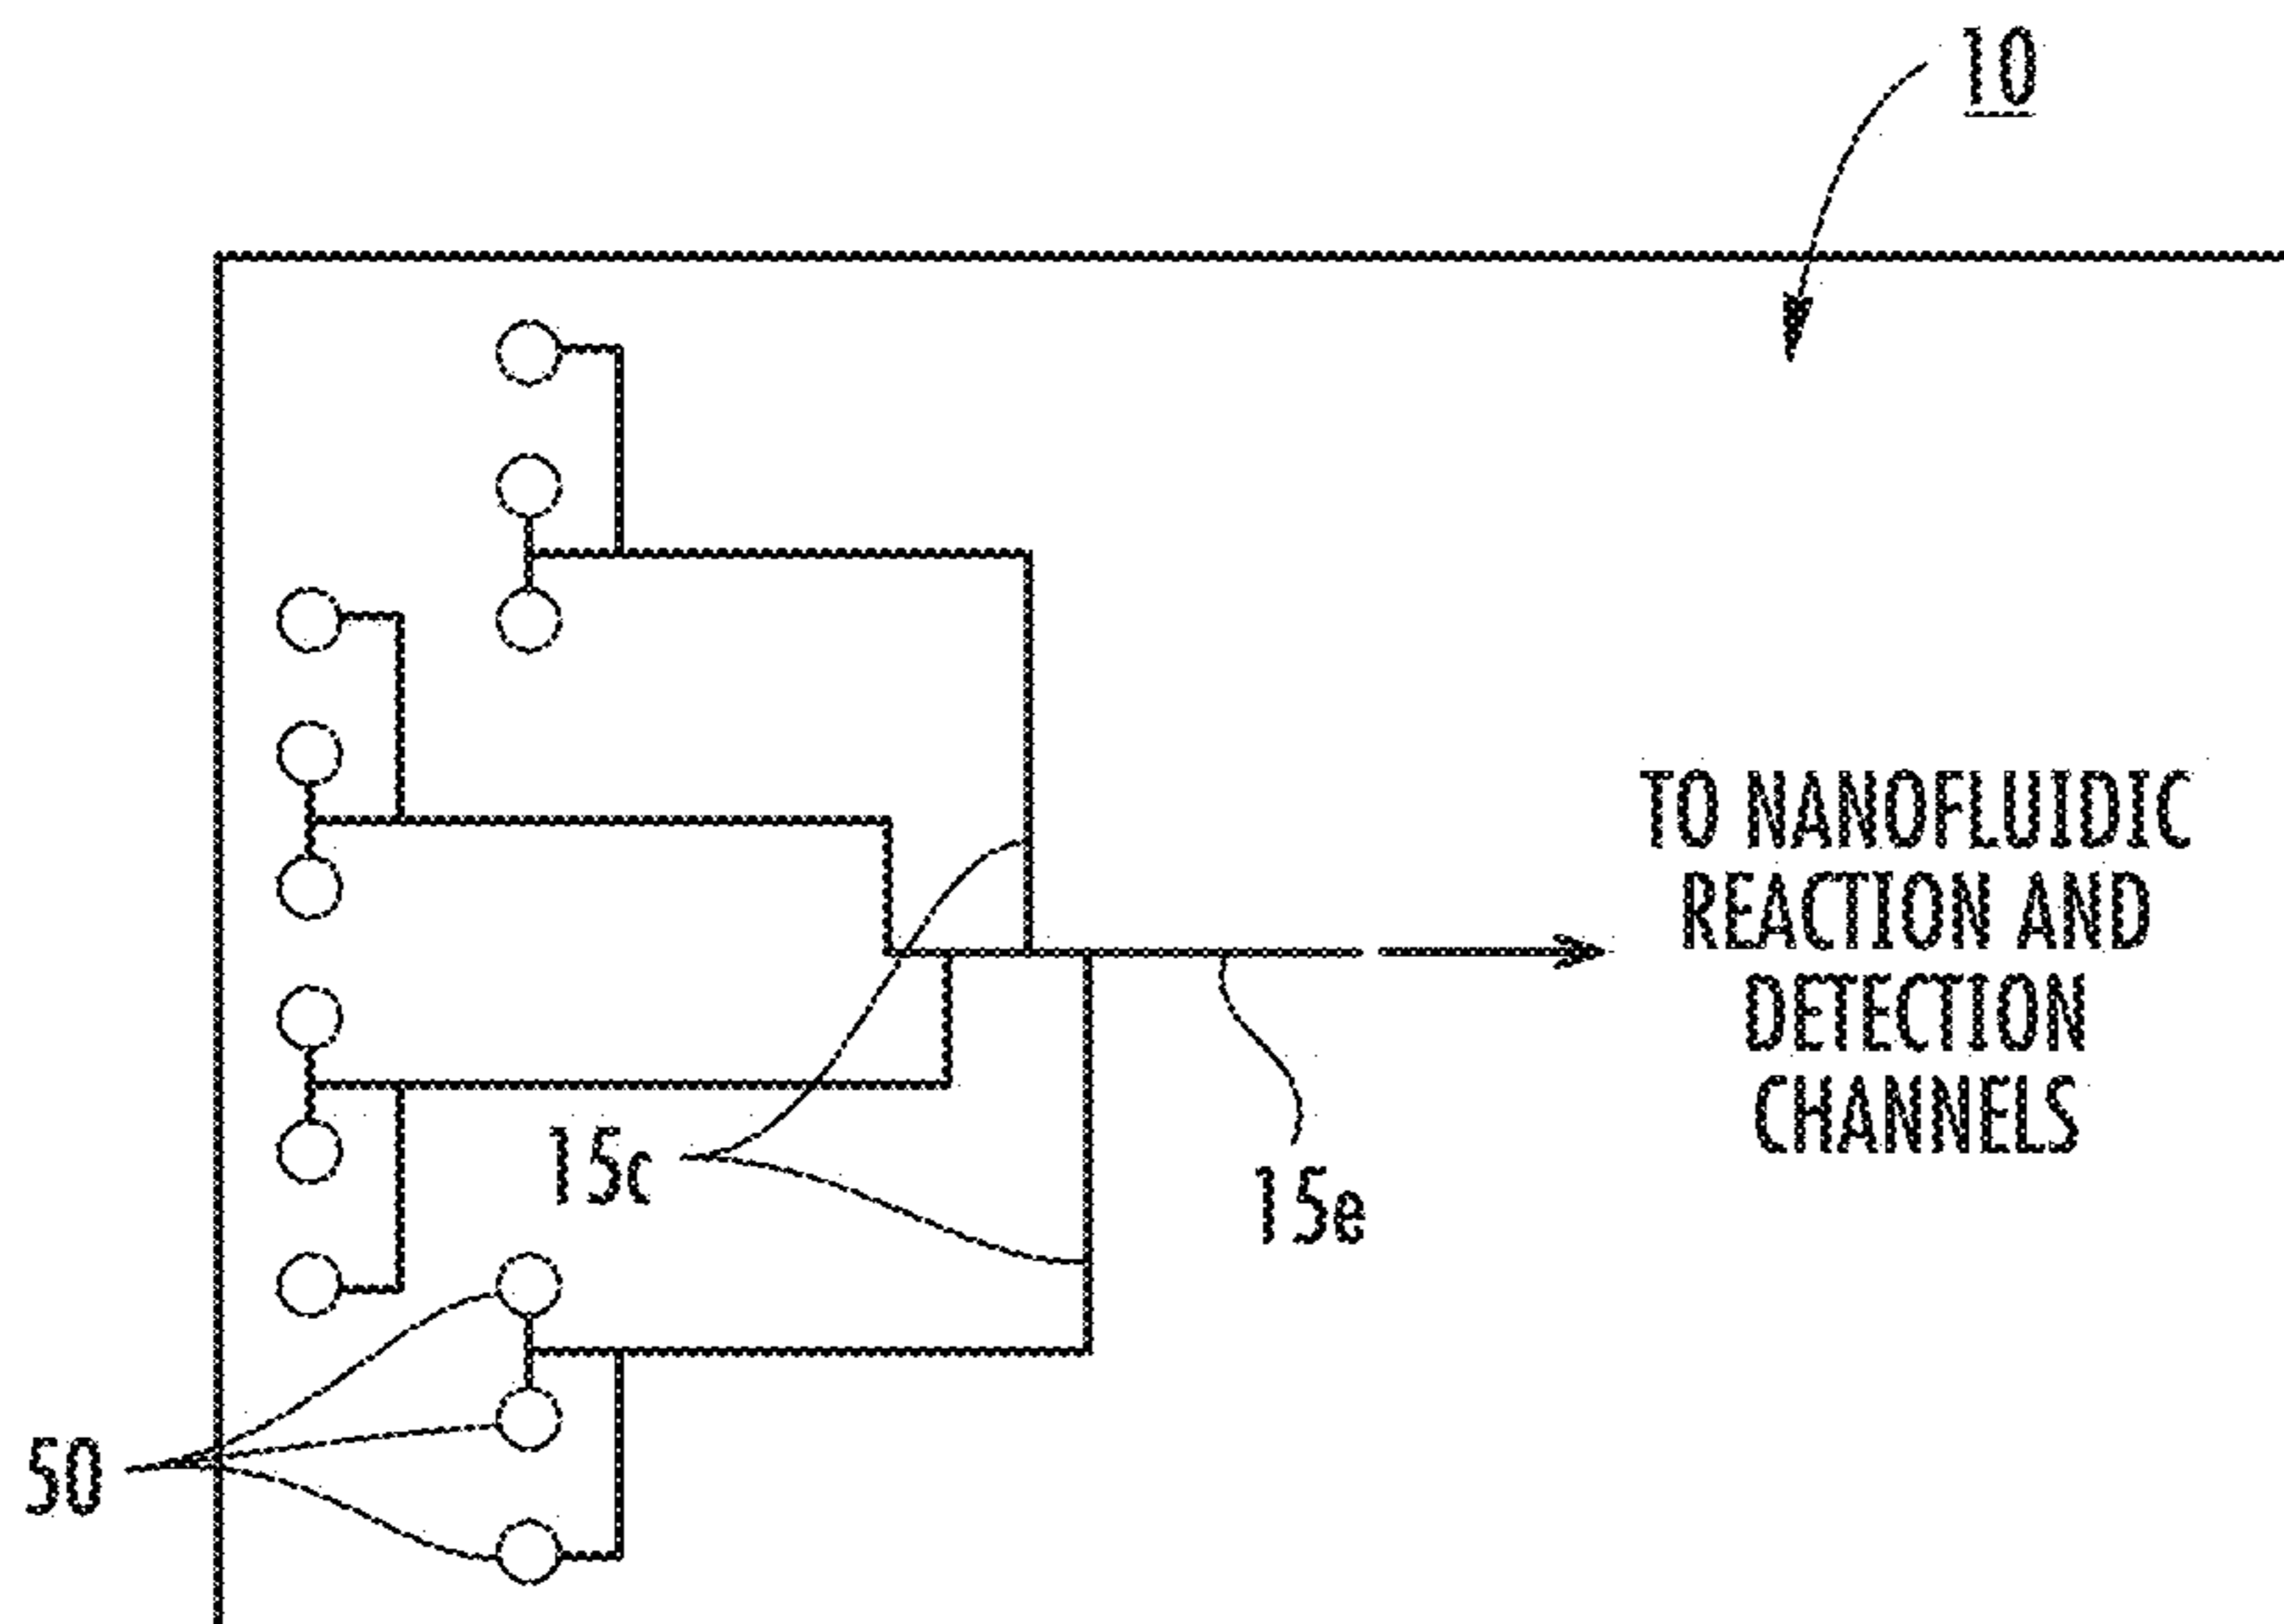 10
TO NANOFLUIDIC
REACTION AND
DETECTION
CHANNELS
15c
15e
50